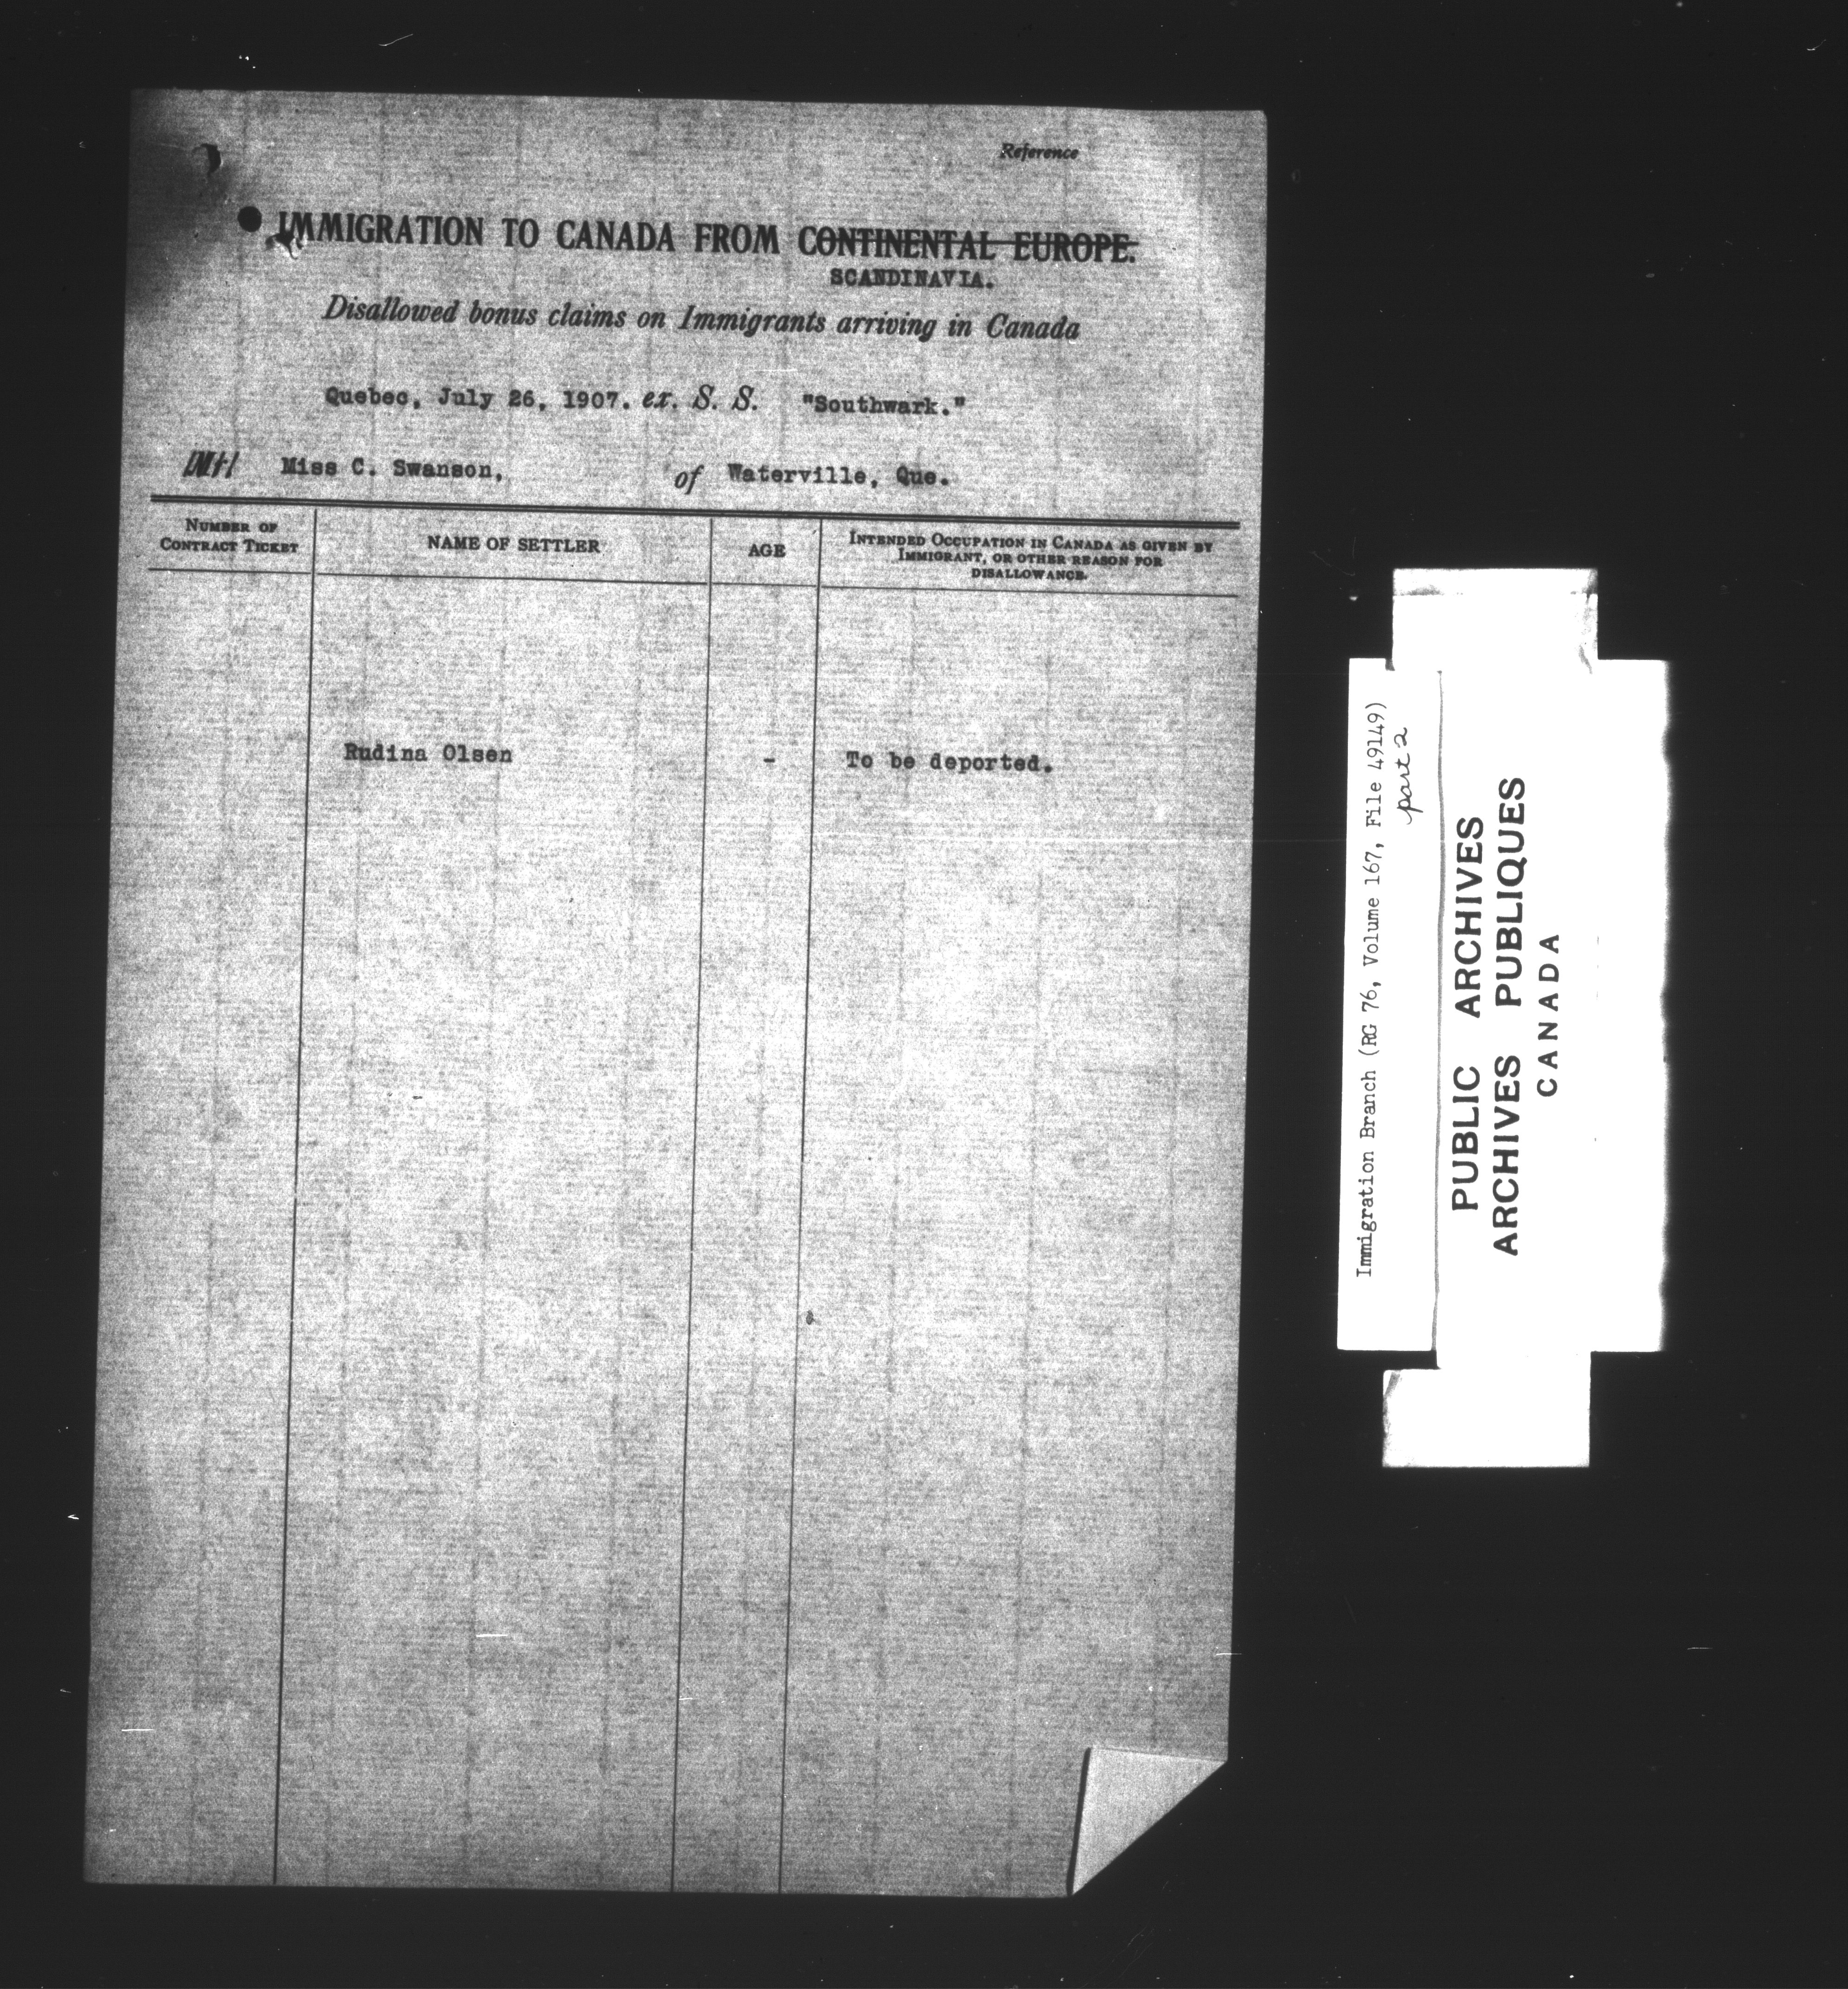 Reference
IMMIGRATION TO CANADA FROM CONTINENTAL EUROPE.
SCANDINAVIA.
Disallowed bonus claims on Immigrants arriving in Canada
Quebec, July 26, 1907. ex. S. S. "Southwark."
Miss C. Swanson, of Waterville, Que.
NUMBER OF
CONTRACT TICKET
NAME OF SETTLER
AGE
INTENDED OCCUPATION IN CANADA AS GIVEN BY
IMMIGRANT, OR OTHER REASON FOR
DISALLOWANCE.
Rudina Olsen - To be deported.
Immigration Branch (RG 76, Volume 167, File 49149)
part 2
PUBLIC ARCHIVES
ARCHIVES PUBLIQUES
CANADA